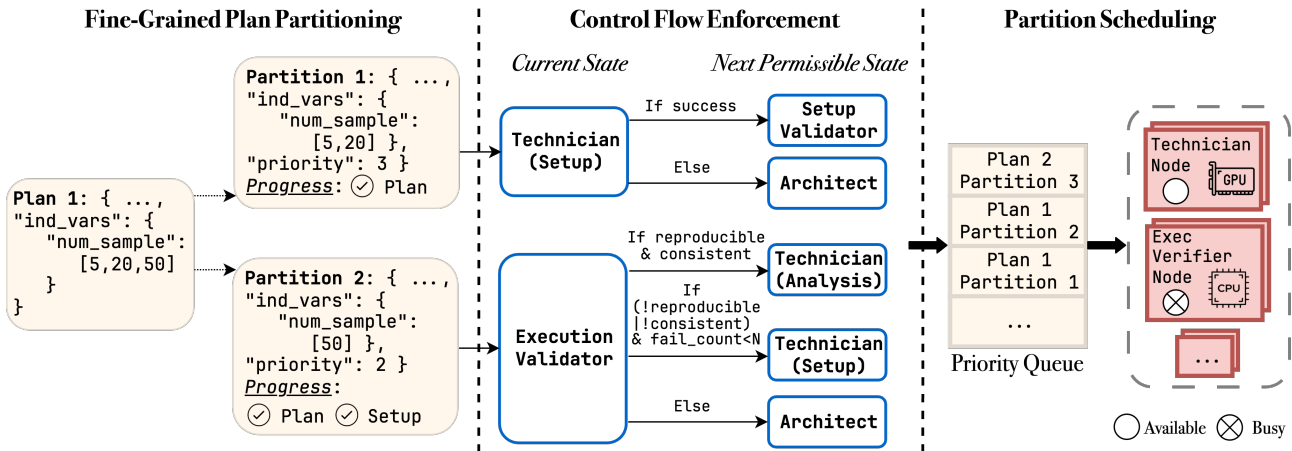 Fine-Grained Plan Partitioning
Plan 1: { ...,
"ind_vars": {
"num_sample":
[5,20,50]
}
}
Partition 1: { ...,
"ind_vars": {
"num_sample":
[5,20] },
"priority": 3 }
Progress: Plan
Partition 2: { ...,
"ind_vars": {
"num_sample":
[50] },
"priority": 2 }
Progress:
Plan Setup
Control Flow Enforcement
Current State
Next Permissible State
Technician
(Setup)
If success
Setup
Validator
Else
Architect
Execution
Validator
If reproducible
& consistent
Technician
(Analysis)
If
(!reproducible
|!consistent)
& fail_count<N
Technician
(Setup)
Else
Architect
Partition Scheduling
Plan 2
Partition 3
Plan 1
Partition 2
Plan 1
Partition 1
...
Priority Queue
Technician
Node
GPU
Exec
Verifier
Node
CPU
...
Available
Busy